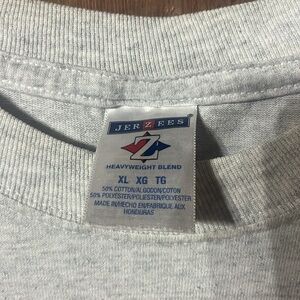 JERZEES
Z
HEAVYWEIGHT BLEND
XL XG TG
50% COTTON/ALGODON/COTON
50% POLYESTER/POLIESTER/POLYESTER
MADE IN/HECHO EN/FABRIQUE AUX
HONDURAS